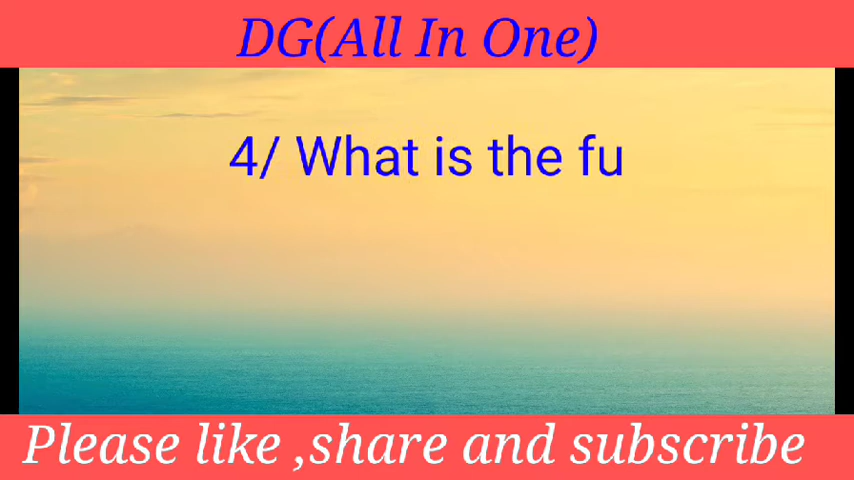 DG(All In One)
4/ What is the fu
Please like ,share and subscribe